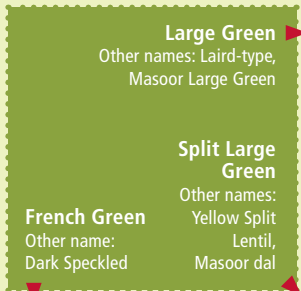 Large Green
Other names: Laird-type,
Masoor Large Green
Split Large
Green
Other names:
Yellow Split
Lentil,
Masoor dal
French Green
Other name:
Dark Speckled